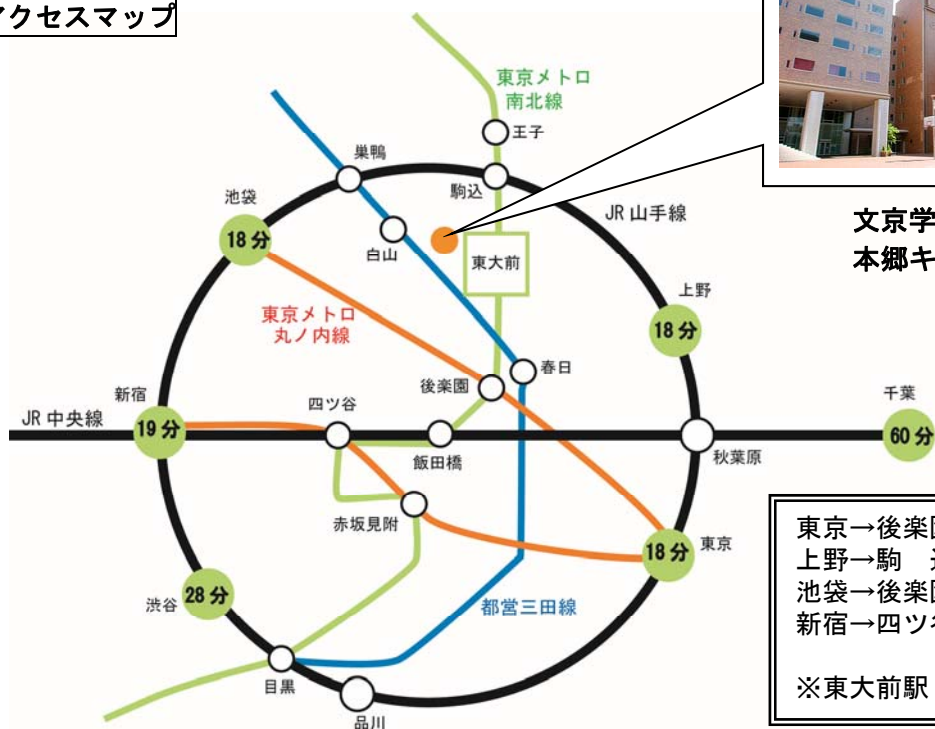 アクセスマップ
東京メトロ
南北線
王子
巣鴨
駒込
池袋
18分
白山
JR山手線
文京学
本郷キ
東大前
上野
18分
東京メトロ
丸ノ内線
春日
後楽園
新宿
四ツ谷
千葉
JR中央線
19分
飯田橋
秋葉原
60分
赤坂見附
18分
東京
渋谷
28分
都営三田線
目黒
品川
東京→後楽
上野→駒
池袋→後楽
新宿→四ツ
※東大前駅